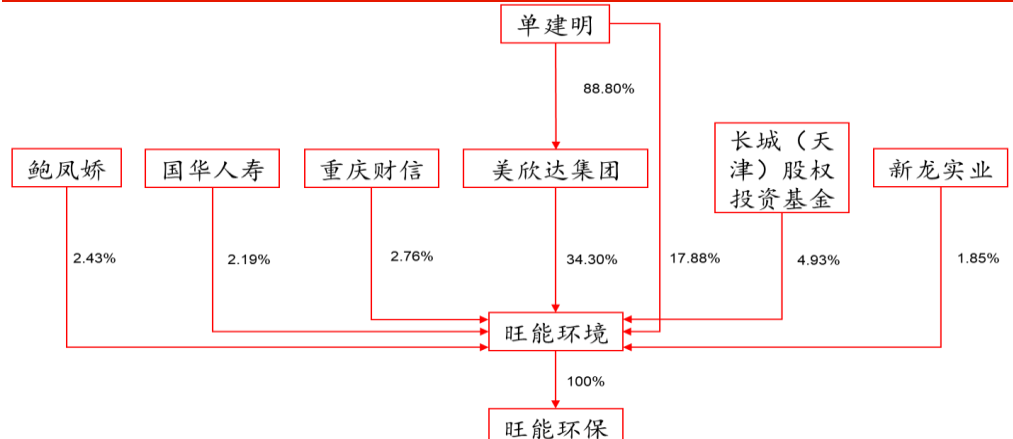 单建明
88.80%
鲍凤娇
国华人寿
重庆财信
美欣达集团
长城（天
津）股权
投资基金
新龙实业
2.43%
2.19%
2.76%
34.30%
17.88%
4.93%
1.85%
旺能环境
100%
旺能环保